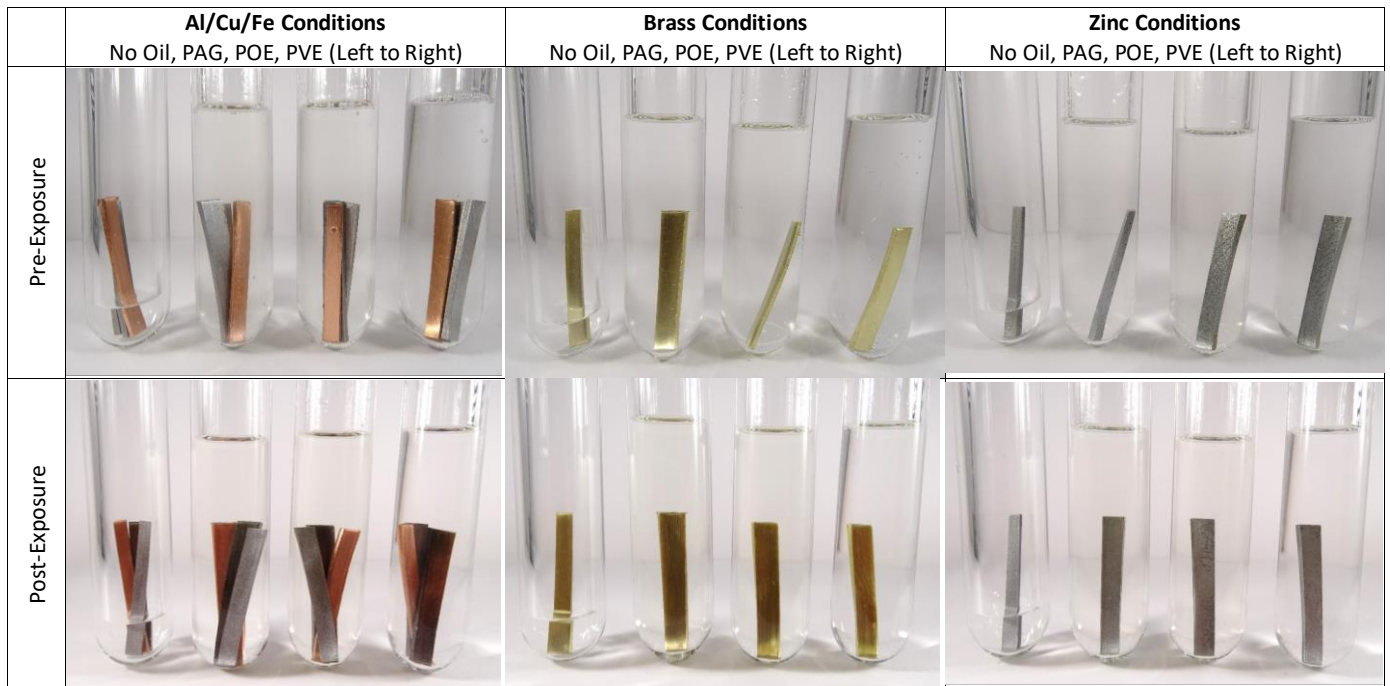 Al/Cu/Fe Conditions
No Oil, PAG, POE, PVE (Left to Right)
Brass Conditions
No Oil, PAG, POE, PVE (Left to Right)
Zinc Conditions
No Oil, PAG, POE, PVE (Left to Right)
Pre-Exposure
Post-Exposure